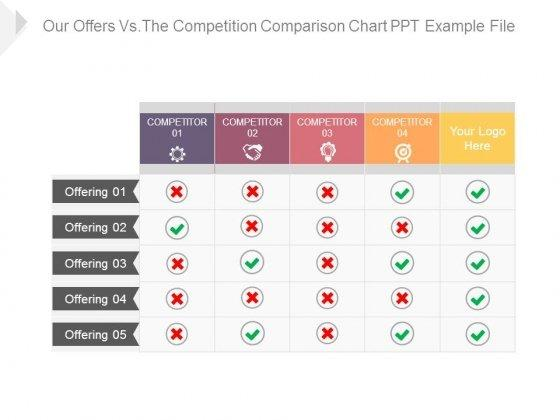 Our Offers Vs.The Competition Comparison Chart PPT Example File
COMPETITOR
01
COMPETITOR
02
COMPETITOR
03
COMPETITOR
04
Your Logo
Here
Offering 01
Offering 02
Offering 03
Offering 04
Offering 05